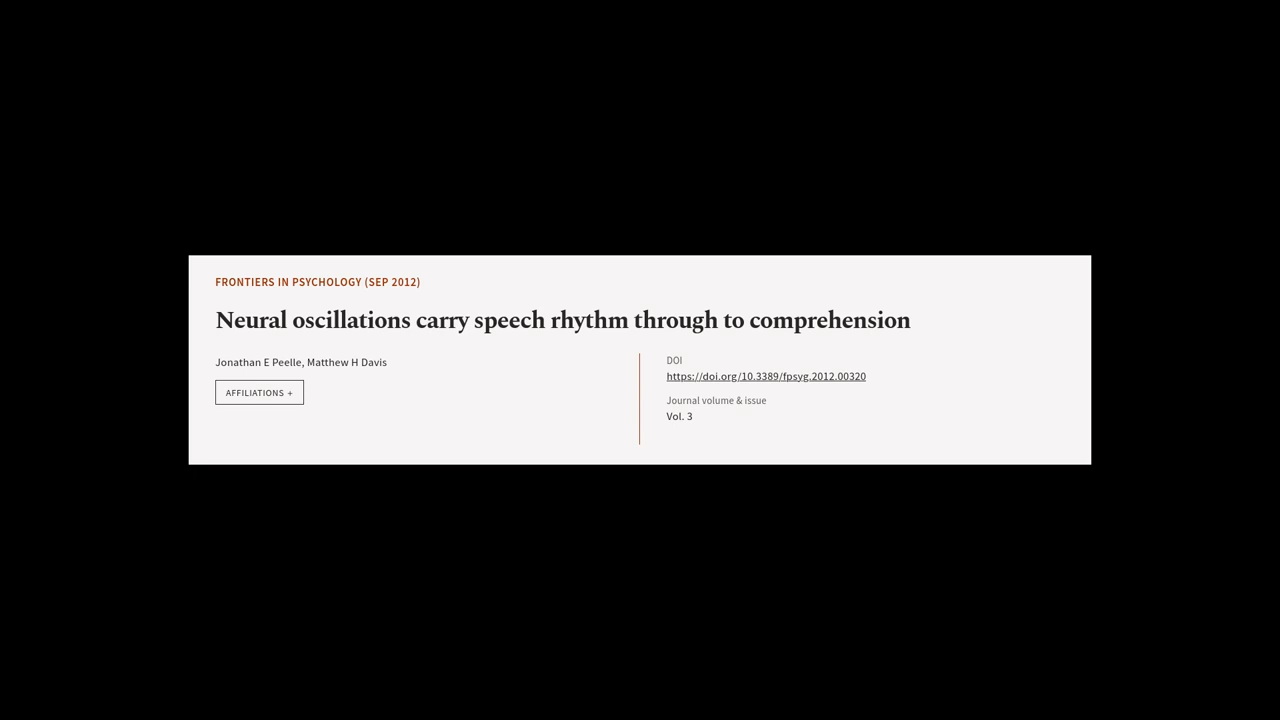 FRONTIERS IN PSYCHOLOGY (SEP 2012)
Neural oscillations carry speech rhythm through to comprehension
Jonathan E Peelle, Matthew H Davis
AFFILIATIONS +
DOI
https://doi.org/10.3389/fpsyg.2012.00320
Journal volume & issue
Vol. 3